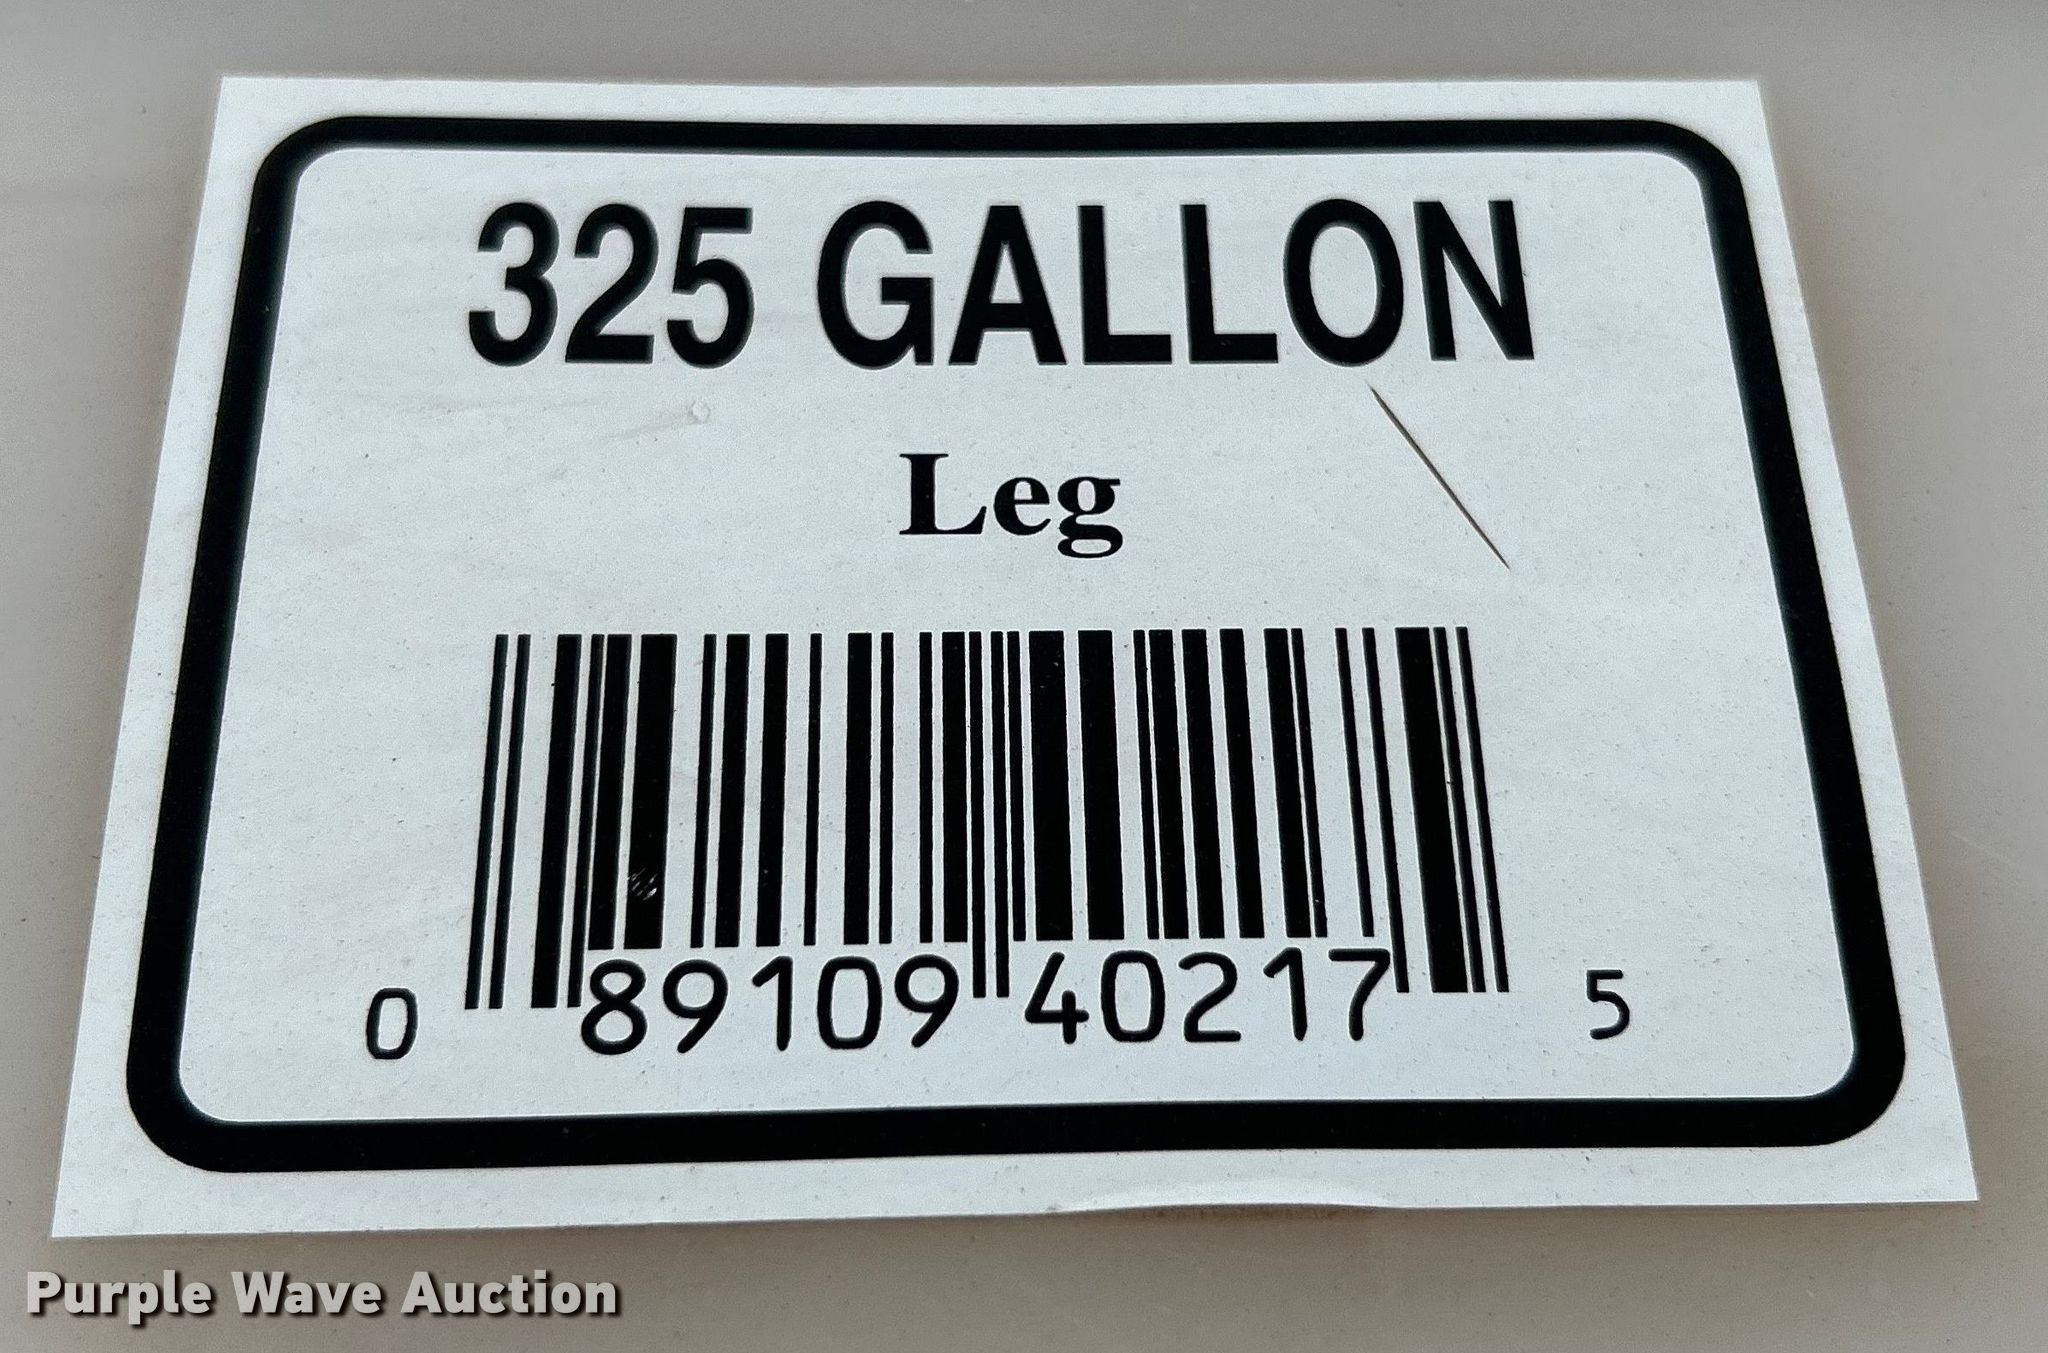 325 GALLON
Leg
0 89109 40217 5
Purple Wave Auction